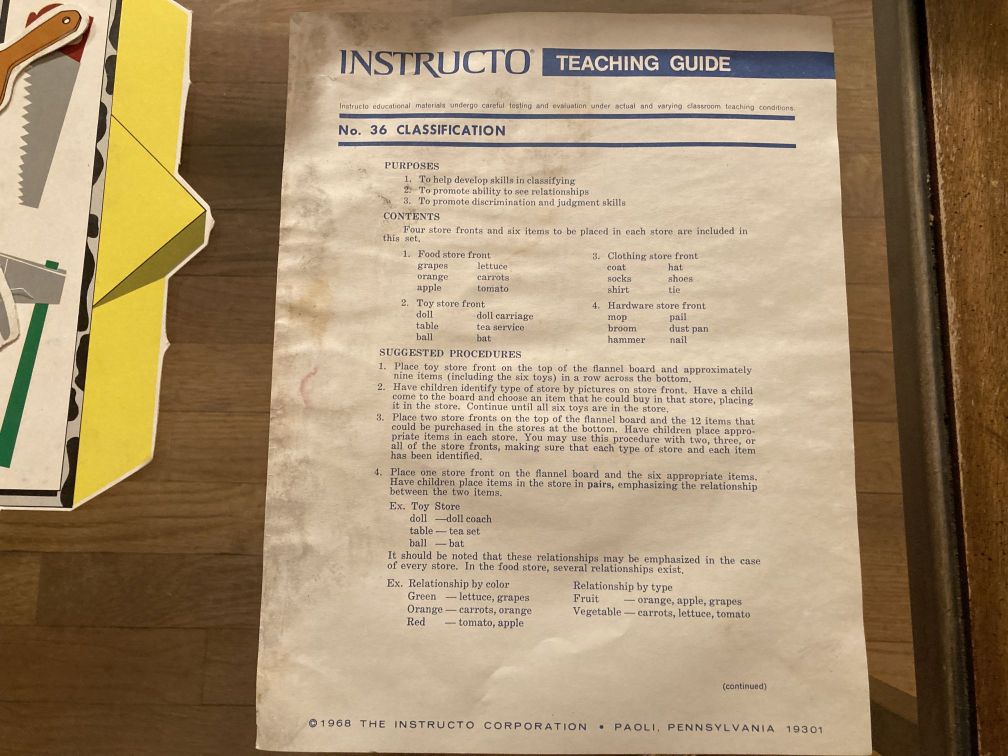 INSTRUCTO® TEACHING GUIDE
Instructo educational materials undergo careful testing and evaluation under actual and varying classroom teaching conditions.
No. 36 CLASSIFICATION
PURPOSES
1. To help develop skills in classifying
2. To promote ability to see relationships
3. To promote discrimination and judgment skills
CONTENTS
Four store fronts and six items to be placed in each store are included in
this set.
1. Food store front
grapes lettuce
orange carrots
apple tomato
2. Toy store front
doll doll carriage
table tea service
ball bat
3. Clothing store front
coat hat
socks shoes
shirt tie
4. Hardware store front
mop pail
broom dust pan
hammer nail
SUGGESTED PROCEDURES
1. Place toy store front on the top of the flannel board and approximately
nine items (including the six toys) in a row across the bottom.
2. Have children identify type of store by pictures on store front. Have a child
come to the board and choose an item that he could buy in that store, placing
it in the store. Continue until all six toys are in the store.
3. Place two store fronts on the top of the flannel board and the 12 items that
could be purchased in the stores at the bottom. Have children place appro-
priate items in each store. You may use this procedure with two, three, or
all of the store fronts, making sure that each type of store and each item
has been identified.
4. Place one store front on the flannel board and the six appropriate items.
Have children place items in the store in pairs, emphasizing the relationship
between the two items.
Ex. Toy Store
doll —doll coach
table — tea set
ball — bat
It should be noted that these relationships may be emphasized in the case
of every store. In the food store, several relationships exist.
Ex. Relationship by color
Green — lettuce, grapes
Orange — carrots, orange
Red — tomato, apple
Relationship by type
Fruit — orange, apple, grapes
Vegetable — carrots, lettuce, tomato
(continued)
©1968 THE INSTRUCTO CORPORATION • PAOLI, PENNSYLVANIA 19301